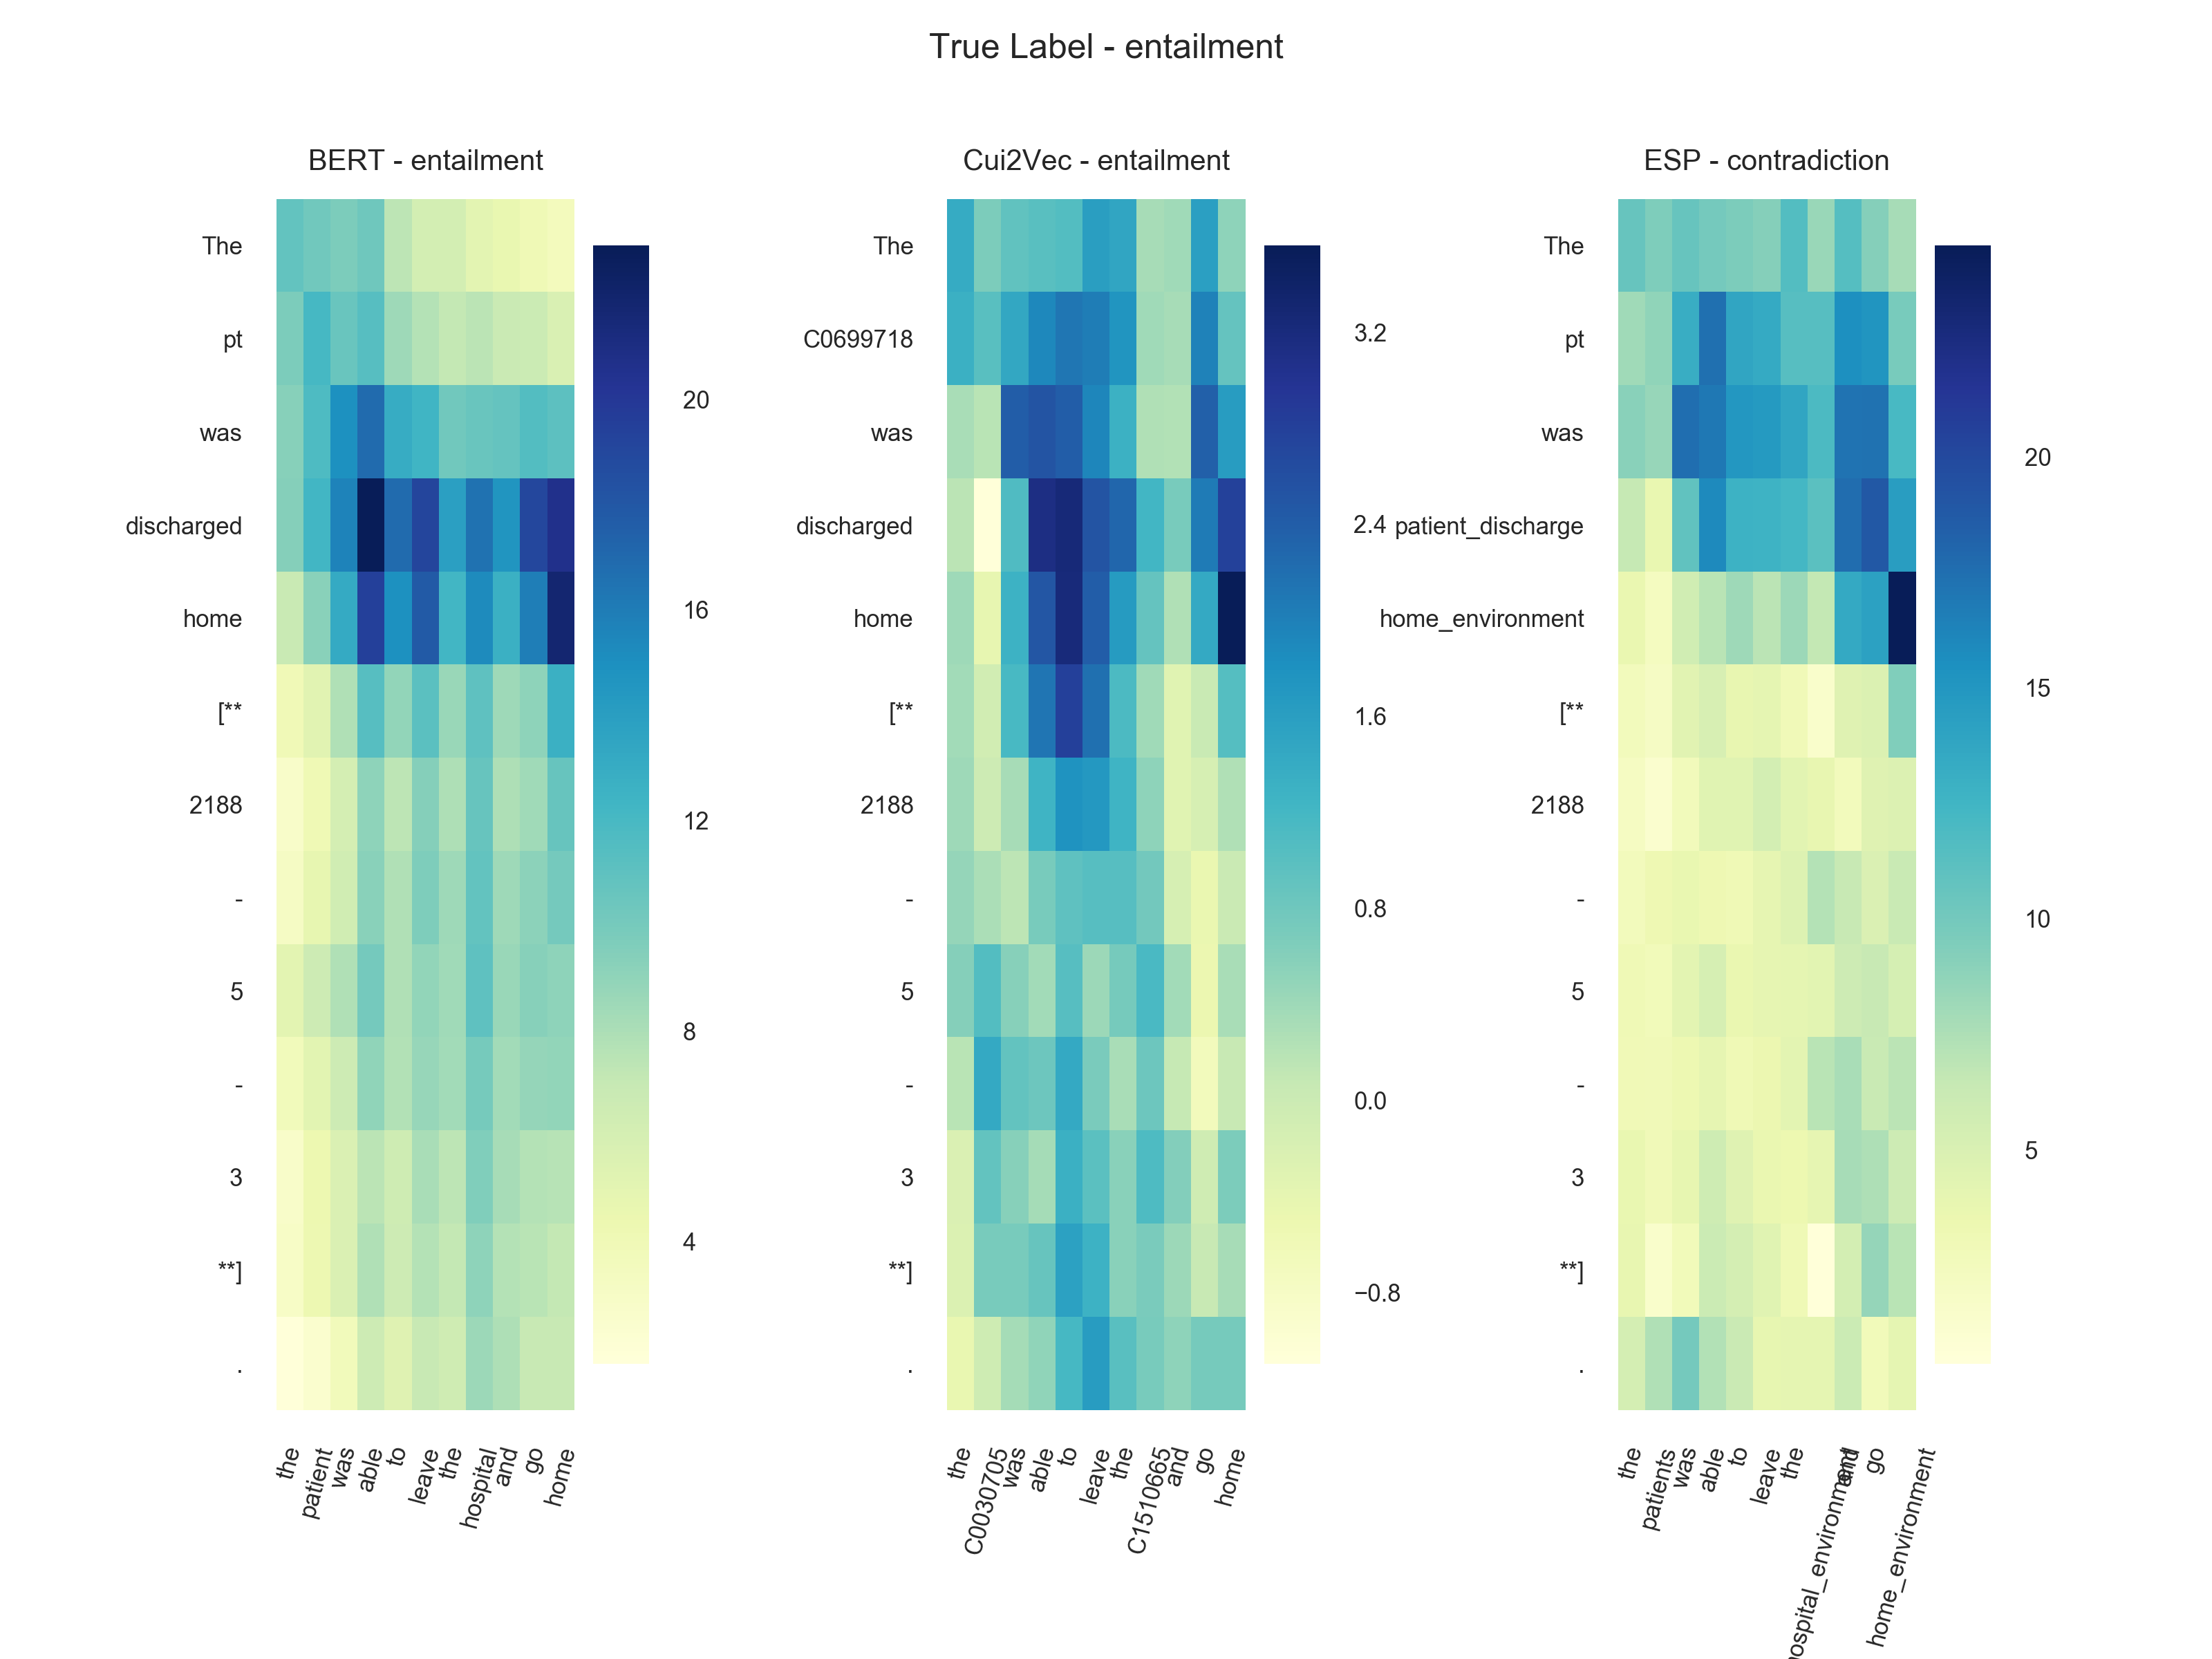 True Label - entailment
BERT - entailment
The
pt
was
discharged
home
[**
2188
-
5
-
3
**]
.
the
patient
was
able
to
leave
the
hospital
and
go
home
20
16
12
8
4
Cui2Vec - entailment
The
C0699718
was
discharged
home
[**
2188
-
5
-
3
**]
.
the
C0030705
was
able
to
leave
the
C1510665
and
go
home
3.2
2.4
1.6
0.8
0.0
−0.8
ESP - contradiction
The
pt
was
patient_discharge
home_environment
[**
2188
-
5
-
3
**]
.
the
patients
was
able
to
leave
the
hospital_environment
and
go
home_environment
20
15
10
5